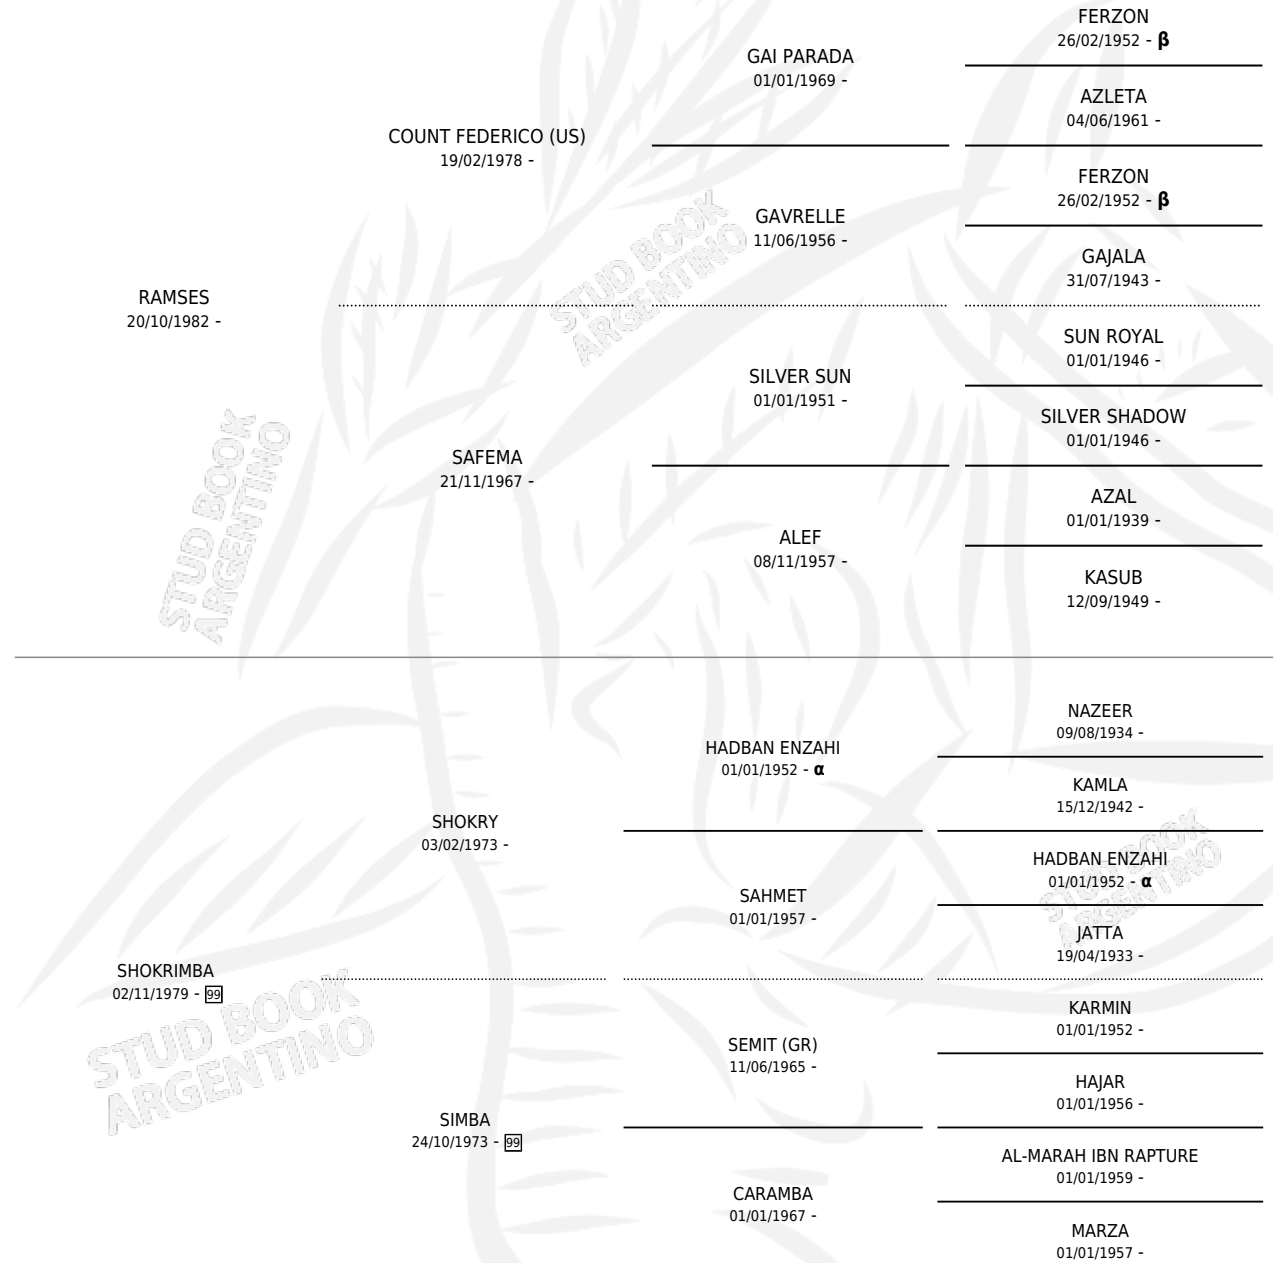 FERZON
26/02/1952 - β
GAI PARADA
01/01/1969 -
AZLETA
04/06/1961 -
COUNT FEDERICO (US)
19/02/1978 -
FERZON
26/02/1952 - β
GAVRELLE
11/06/1956 -
GAJALA
31/07/1943 -
RAMSES
20/10/1982 -
SUN ROYAL
01/01/1946 -
SILVER SUN
01/01/1951 -
SILVER SHADOW
01/01/1946 -
SAFEMA
21/11/1967 -
AZAL
01/01/1939 -
ALEF
08/11/1957 -
KASUB
12/09/1949 -
NAZEER
09/08/1934 -
HADBAN ENZAHI
01/01/1952 - α
KAMLA
15/12/1942 -
SHOKRY
03/02/1973 -
HADBAN ENZAHI
01/01/1952 - α
SAHMET
01/01/1957 -
JATTA
19/04/1933 -
SHOKRIMBA
02/11/1979 - 99
KARMIN
01/01/1952 -
SEMIT (GR)
11/06/1965 -
HAJAR
01/01/1956 -
SIMBA
24/10/1973 - 99
AL-MARAH IBN RAPTURE
01/01/1959 -
CARAMBA
01/01/1967 -
MARZA
01/01/1957 -
STUD BOOK
ARGENTINO
STUD BOOK
ARGENTINO
STUD BOOK
ARGENTINO
STUD BOOK
ARGENTINO